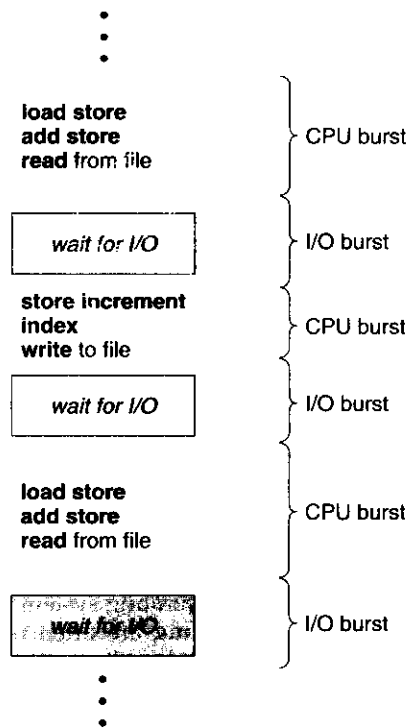 load store
add store
read from file
CPU burst
wait for I/O
I/O burst
store increment
index
write to file
CPU burst
wait for I/O
I/O burst
load store
add store
read from file
CPU burst
wait for I/O
I/O burst